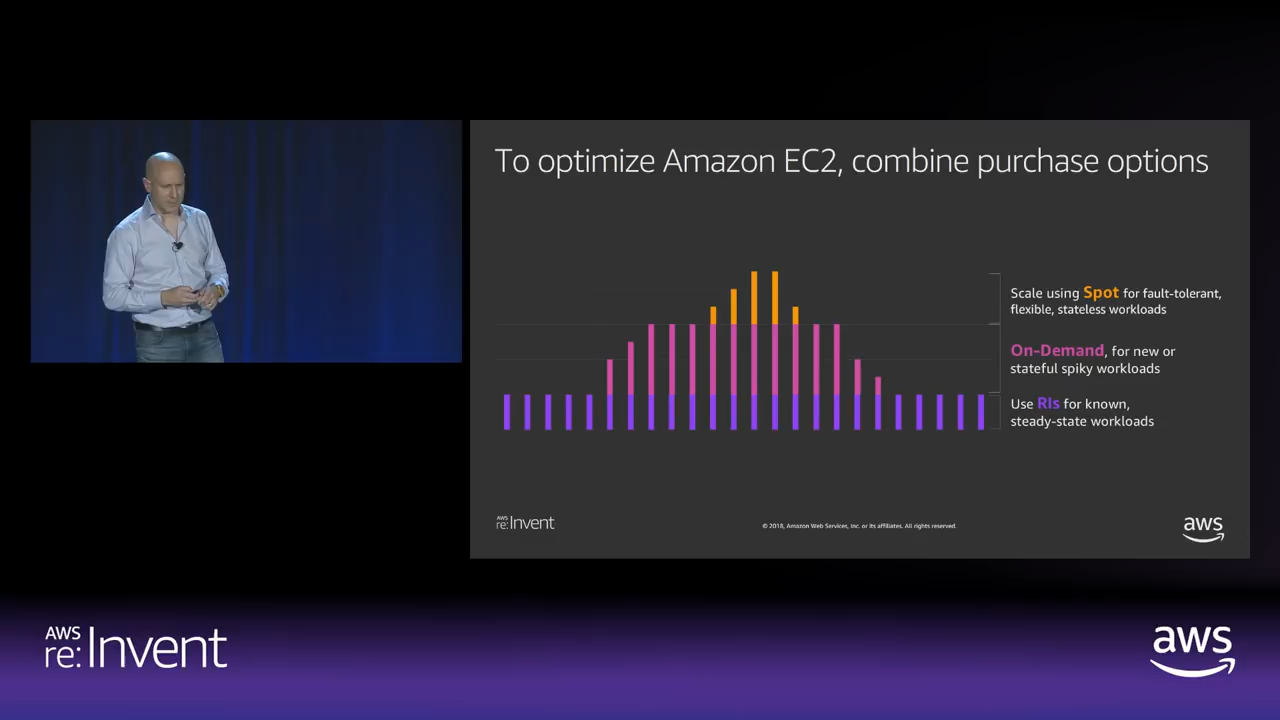 To optimize Amazon EC2, combine purchase options
Scale using Spot for fault-tolerant,
flexible, stateless workloads
On-Demand, for new or
stateful spiky workloads
Use RIs for known,
steady-state workloads
AWS
re:Invent
© 2018, Amazon Web Services, Inc. or its affiliates. All rights reserved.
aws
AWS
re:Invent
aws